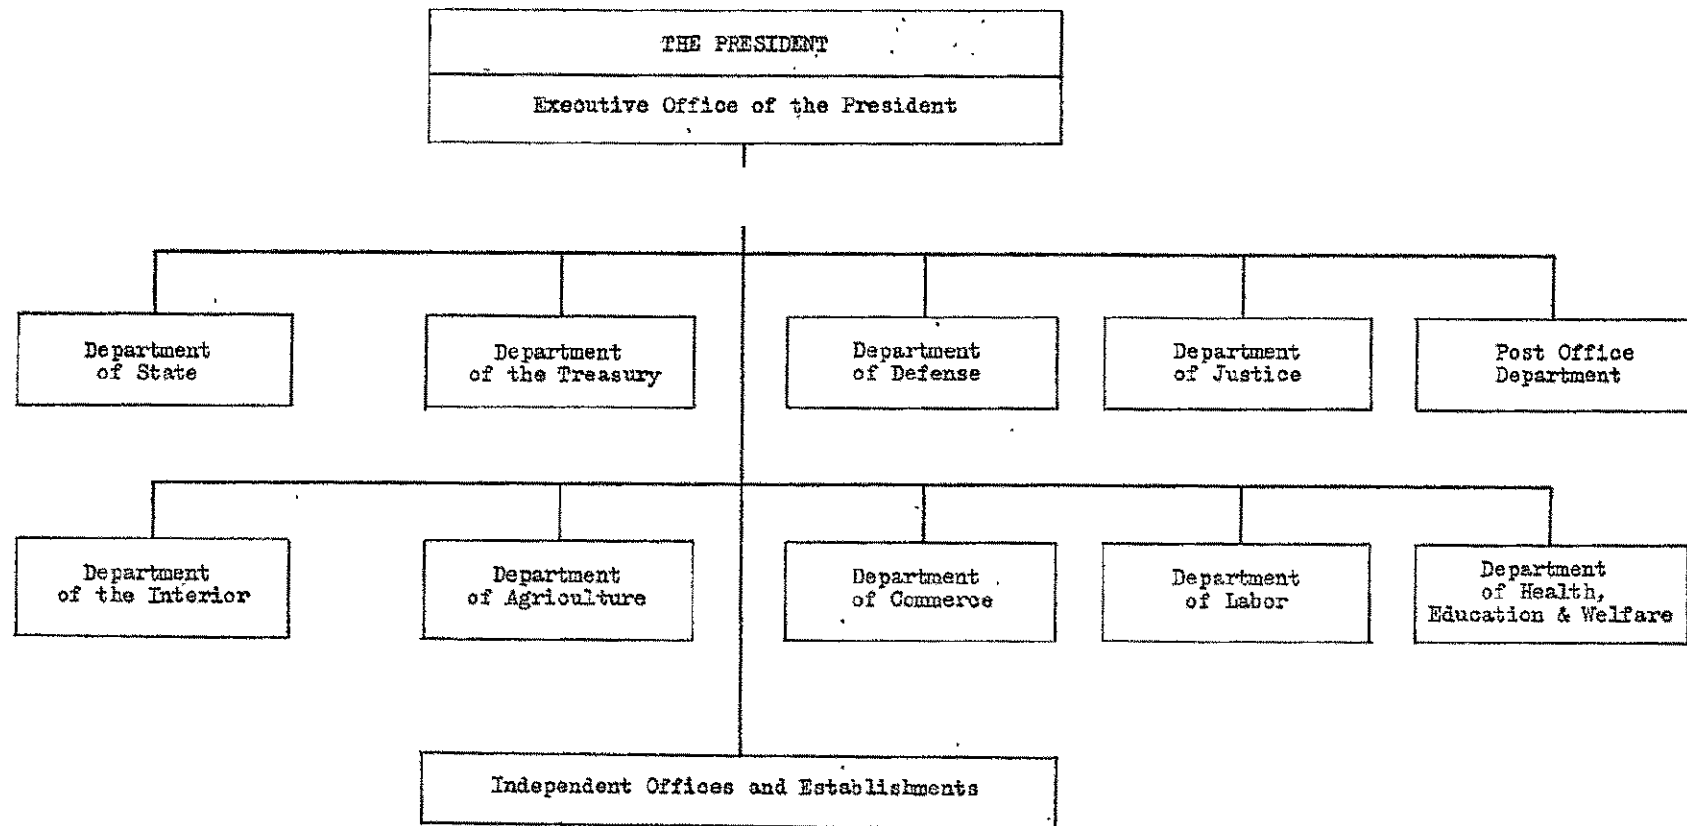 THE PRESIDENT
Executive Office of the President
Department
of State
Department
of the Treasury
Department
of Defense
Department
of Justice
Post Office
Department
Department
of the Interior
Department
of Agriculture
Department
of Commerce
Department
of Labor
Department
of Health,
Education & Welfare
Independent Offices and Establishments